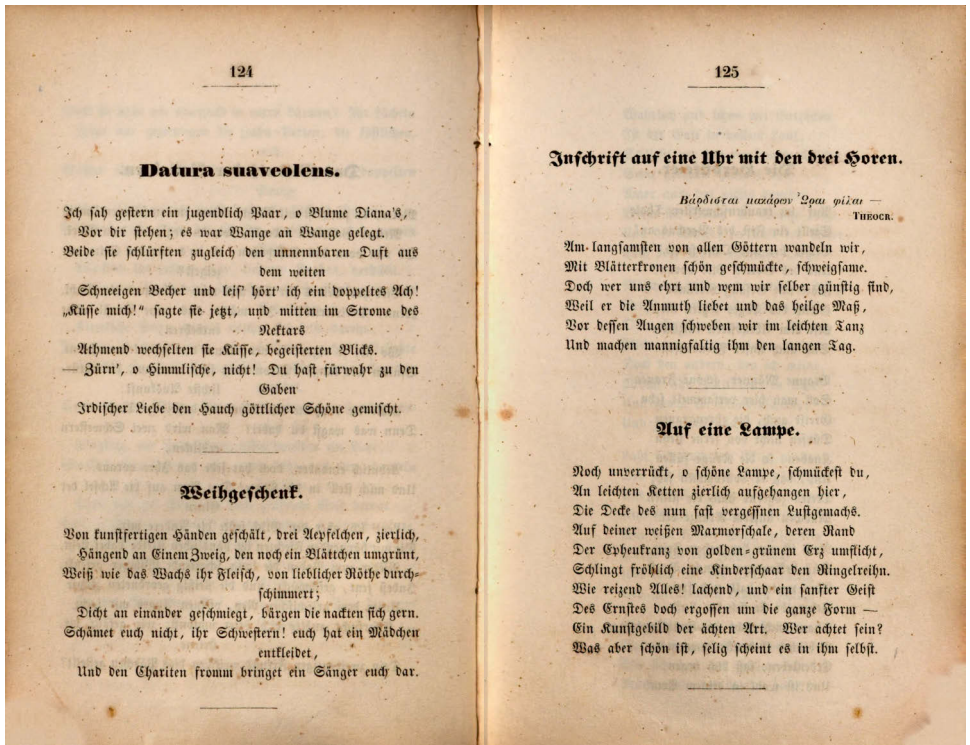 124
Datura suaveolens.
Ich sah gestern ein jugendlich Paar, o Blume Diana's,
Vor dir stehen; es war Wange an Wange gelegt.
Beide sie schlürften zugleich den unnennbaren Duft aus
dem weiten
Schneeigen Becher und leis' hört' ich ein doppeltes Ach!
„Küsse mich!“ sagte sie jetzt, und mitten im Strome des
Nektars
Athmend wechselten sie Küsse, begeisterten Blicks.
— Zürn', o Himmlische, nicht! Du hast fürwahr zu den
Gaben
Irdischer Liebe den Hauch göttlicher Schöne gemischt.
Weihgeschenk.
Von kunstfertigen Händen geschält, drei Aepfelchen, zierlich,
Hängend an Einem Zweig, den noch ein Blättchen umgrünt,
Weiß wie das Wachs ihr Fleisch, von lieblicher Röthe durch-
schimmert;
Dicht an einander geschmiegt, bärgen die nackten sich gern.
Schämet euch nicht, ihr Schwestern! euch hat ein Mädchen
entkleidet,
Und den Chariten fromm bringet ein Sänger euch dar.
125
Inschrift auf eine Uhr mit den drei Horen.
Βάρδισται μακάρων Ὧραι φίλαι —
THEOCR.
Am langsamsten von allen Göttern wandeln wir,
Mit Blätterkronen schön geschmückte, schweigsame.
Doch wer uns ehrt und wem wir selber günstig sind,
Weil er die Anmuth liebet und das heilge Maß,
Vor dessen Augen schweben wir im leichten Tanz
Und machen mannigfaltig ihm den langen Tag.
Auf eine Lampe.
Noch unverrückt, o schöne Lampe, schmückest du,
An leichten Ketten zierlich aufgehangen hier,
Die Decke des nun fast vergessnen Lustgemachs.
Auf deiner weißen Marmorschale, deren Rand
Der Epheukranz von golden-grünem Erz umflicht,
Schlingt fröhlich eine Kinderschaar den Ringelreihn.
Wie reizend Alles! lachend, und ein sanfter Geist
Des Ernstes doch ergossen um die ganze Form —
Ein Kunstgebild der ächten Art. Wer achtet sein?
Was aber schön ist, selig scheint es in ihm selbst.